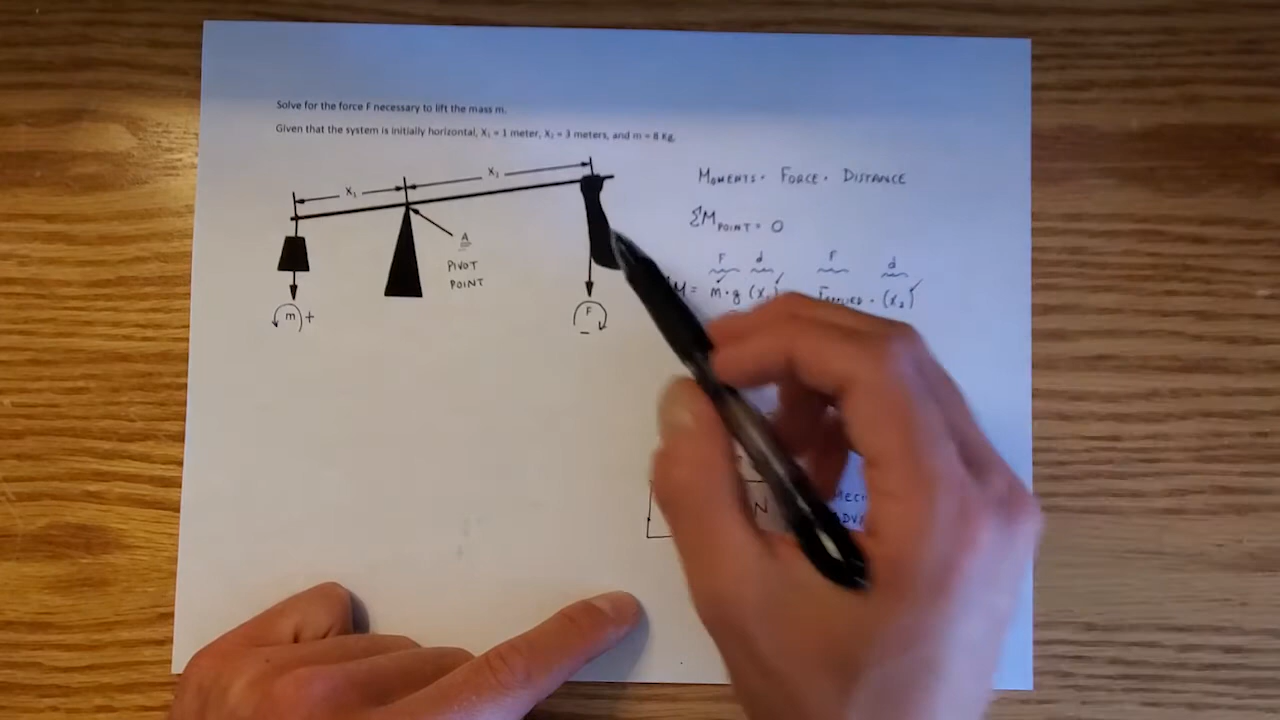 Solve for the force F necessary to lift the mass m.
Given that the system is initially horizontal, X₁ = 1 meter, X₂ = 3 meters, and m = 8 Kg.
X₁
X₂
A
PIVOT
POINT
m +
F
−
MOMENTS = FORCE · DISTANCE
ΣM POINT = 0
F d F d
M = m·g (X₁) · (X₂)
N